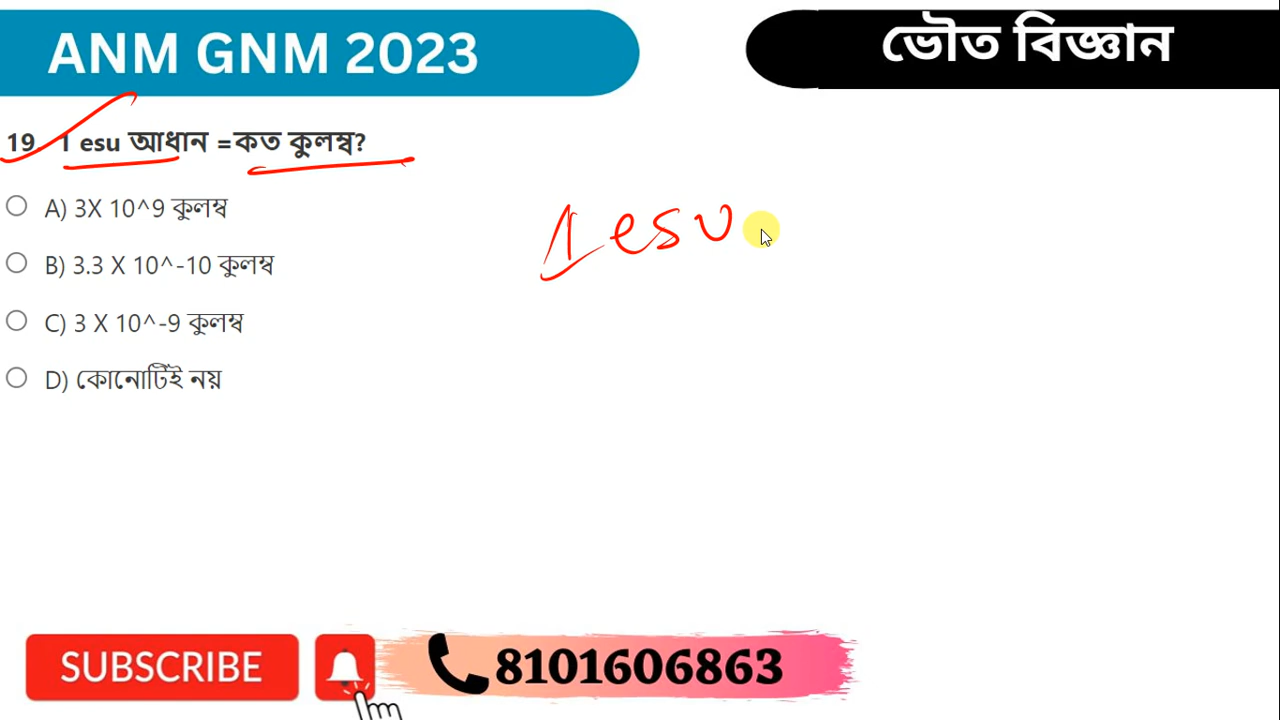 ANM GNM 2023
ভৌত বিজ্ঞান
19. 1 esu আধান =কত কুলম্ব?
A) 3X 10^9 কুলম্ব
B) 3.3 X 10^-10 কুলম্ব
C) 3 X 10^-9 কুলম্ব
D) কোনোটিই নয়
1 esu
SUBSCRIBE
8101606863